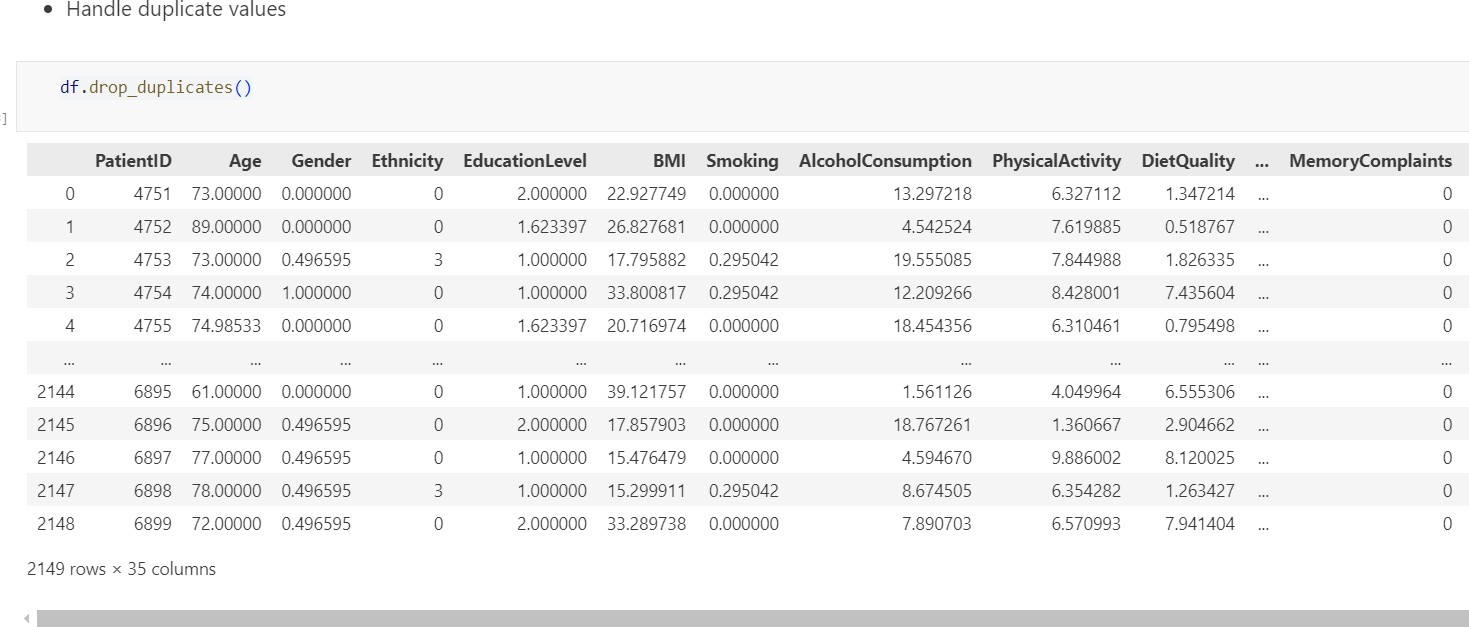 • Handle duplicate values
df.drop_duplicates()
]
PatientID Age Gender Ethnicity EducationLevel BMI Smoking AlcoholConsumption PhysicalActivity DietQuality ... MemoryComplaints
0 4751 73.00000 0.000000 0 2.000000 22.927749 0.000000 13.297218 6.327112 1.347214 ... 0
1 4752 89.00000 0.000000 0 1.623397 26.827681 0.000000 4.542524 7.619885 0.518767 ... 0
2 4753 73.00000 0.496595 3 1.000000 17.795882 0.295042 19.555085 7.844988 1.826335 ... 0
3 4754 74.00000 1.000000 0 1.000000 33.800817 0.295042 12.209266 8.428001 7.435604 ... 0
4 4755 74.98533 0.000000 0 1.623397 20.716974 0.000000 18.454356 6.310461 0.795498 ... 0
... ... ... ... ... ... ... ... ... ... ... ... ...
2144 6895 61.00000 0.000000 0 1.000000 39.121757 0.000000 1.561126 4.049964 6.555306 ... 0
2145 6896 75.00000 0.496595 0 2.000000 17.857903 0.000000 18.767261 1.360667 2.904662 ... 0
2146 6897 77.00000 0.496595 0 1.000000 15.476479 0.000000 4.594670 9.886002 8.120025 ... 0
2147 6898 78.00000 0.496595 3 1.000000 15.299911 0.295042 8.674505 6.354282 1.263427 ... 0
2148 6899 72.00000 0.496595 0 2.000000 33.289738 0.000000 7.890703 6.570993 7.941404 ... 0
2149 rows × 35 columns